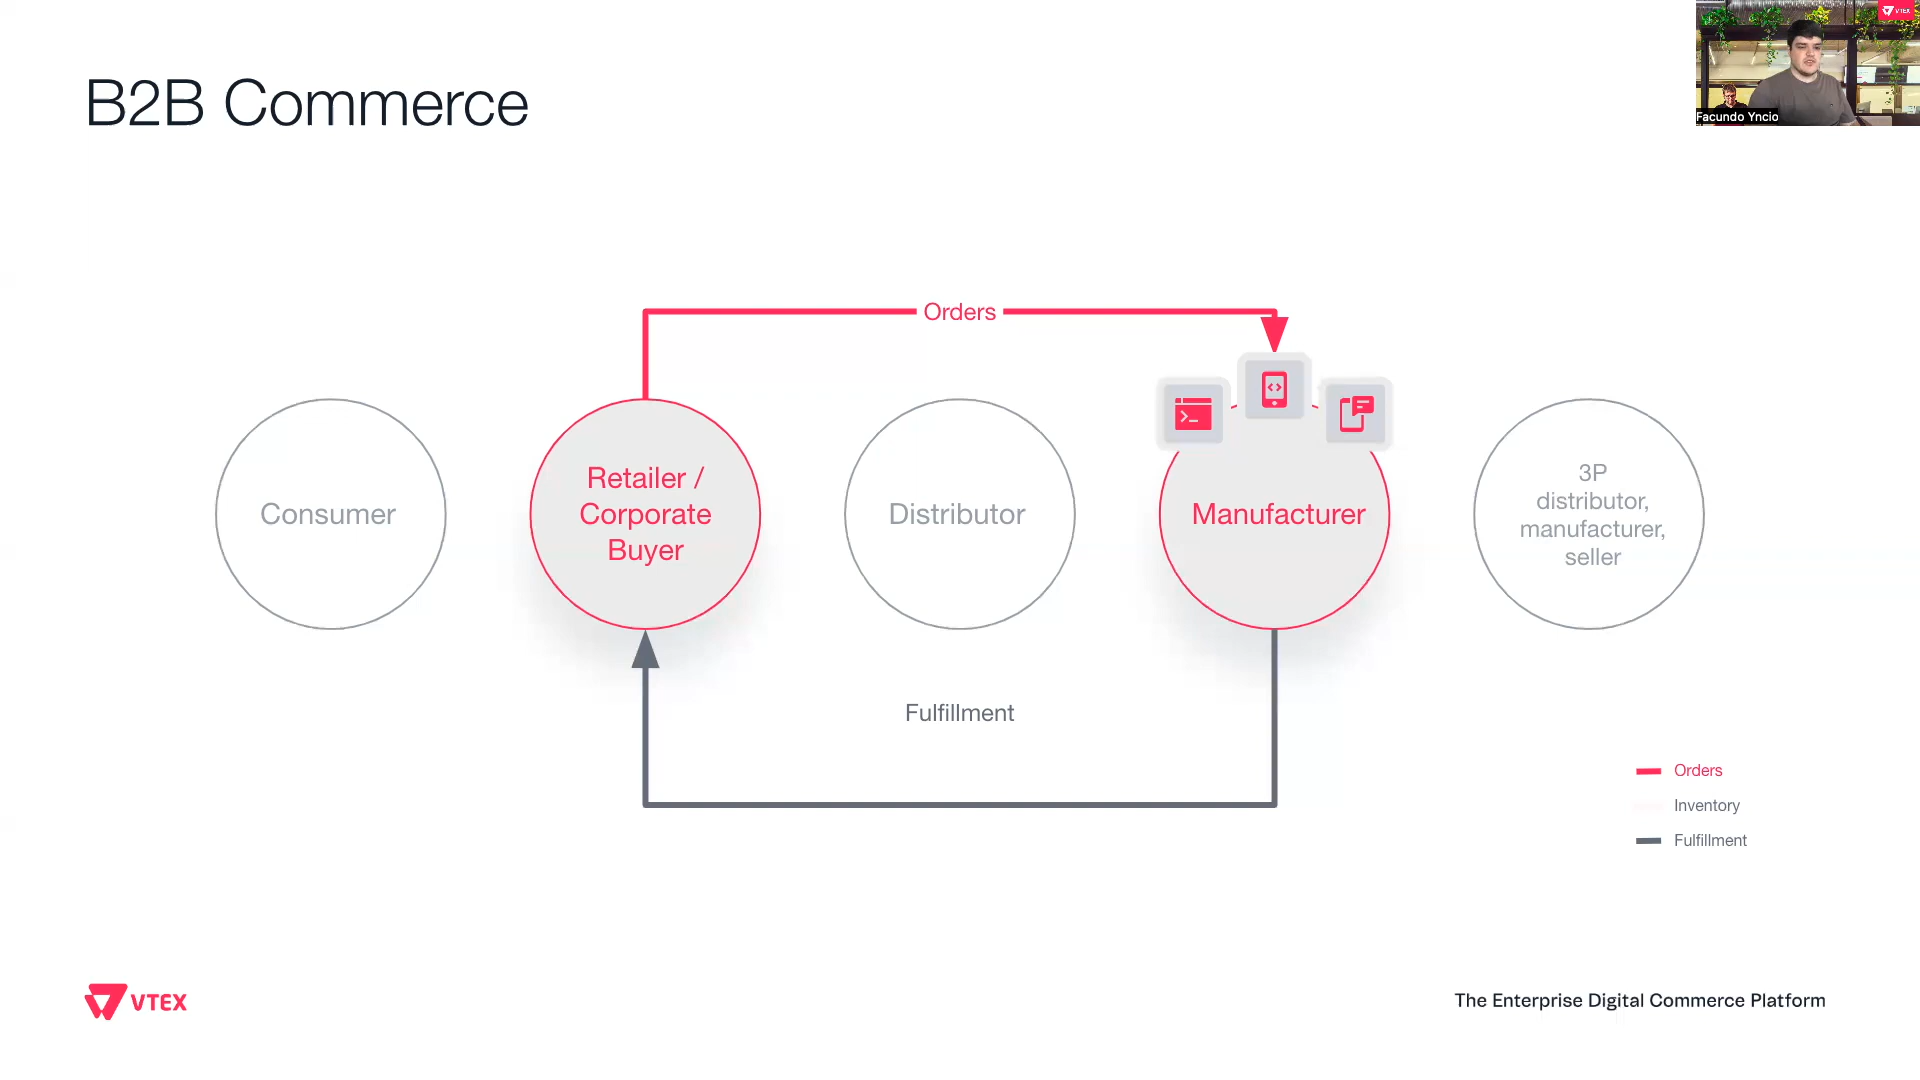 B2B Commerce
VTEX
Facundo Yncio
Orders
Consumer
Retailer /
Corporate
Buyer
Distributor
Manufacturer
3P
distributor,
manufacturer,
seller
Fulfillment
Orders
Inventory
Fulfillment
VTEX
The Enterprise Digital Commerce Platform